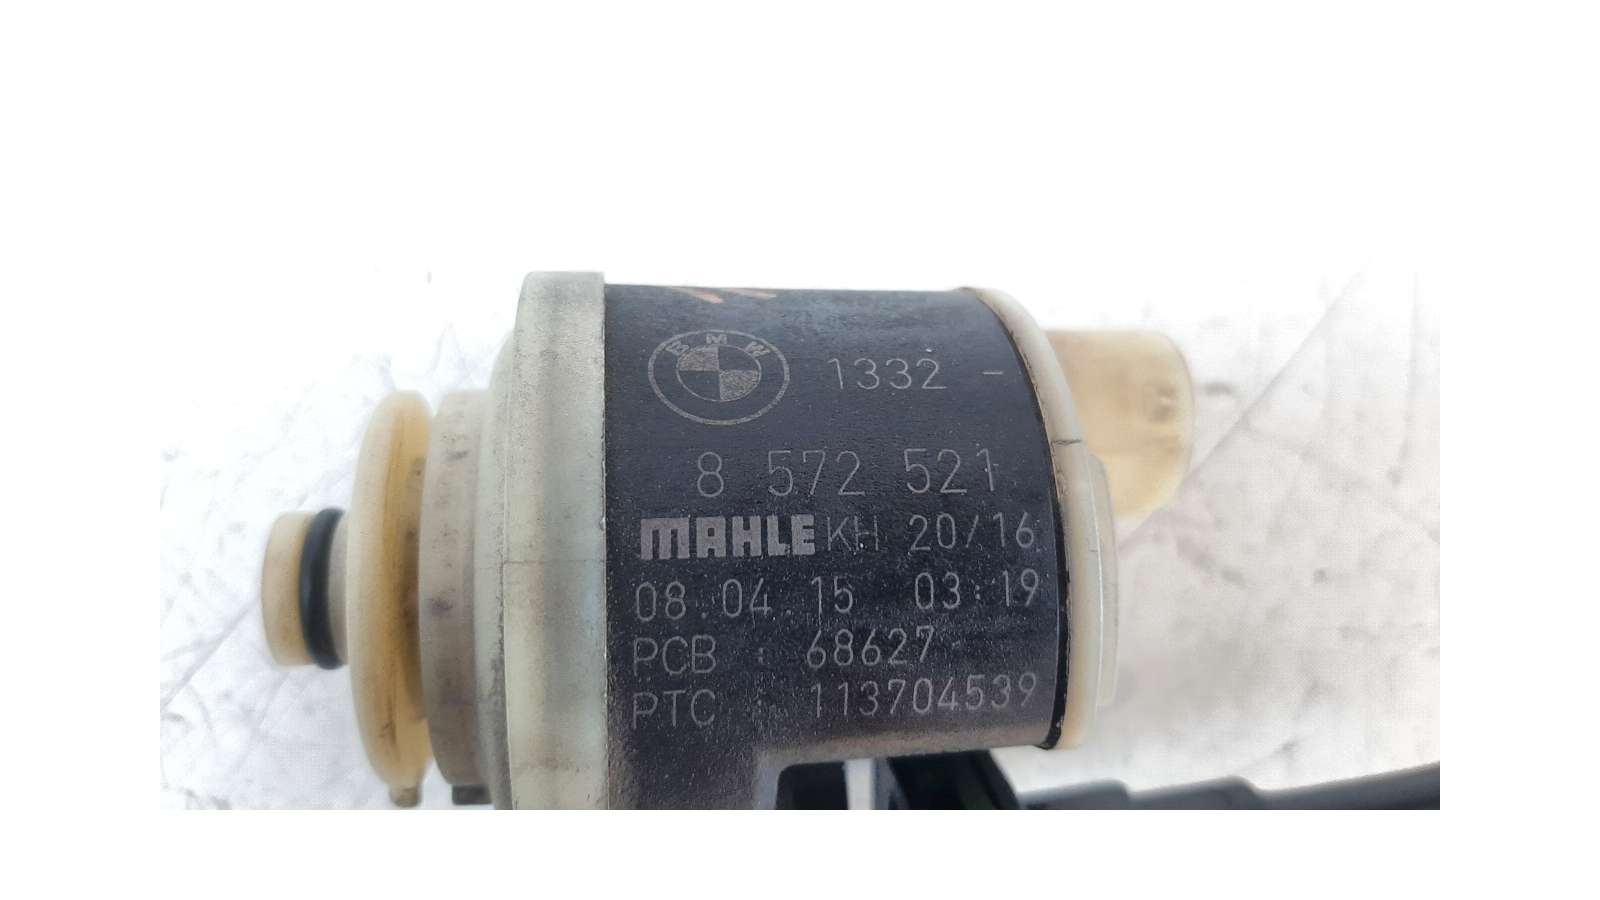 BMW 1332 -
8 572 521
MAHLE KH 20/16
08.04.15 03:19
PCB : 68627
PTC : 113704539